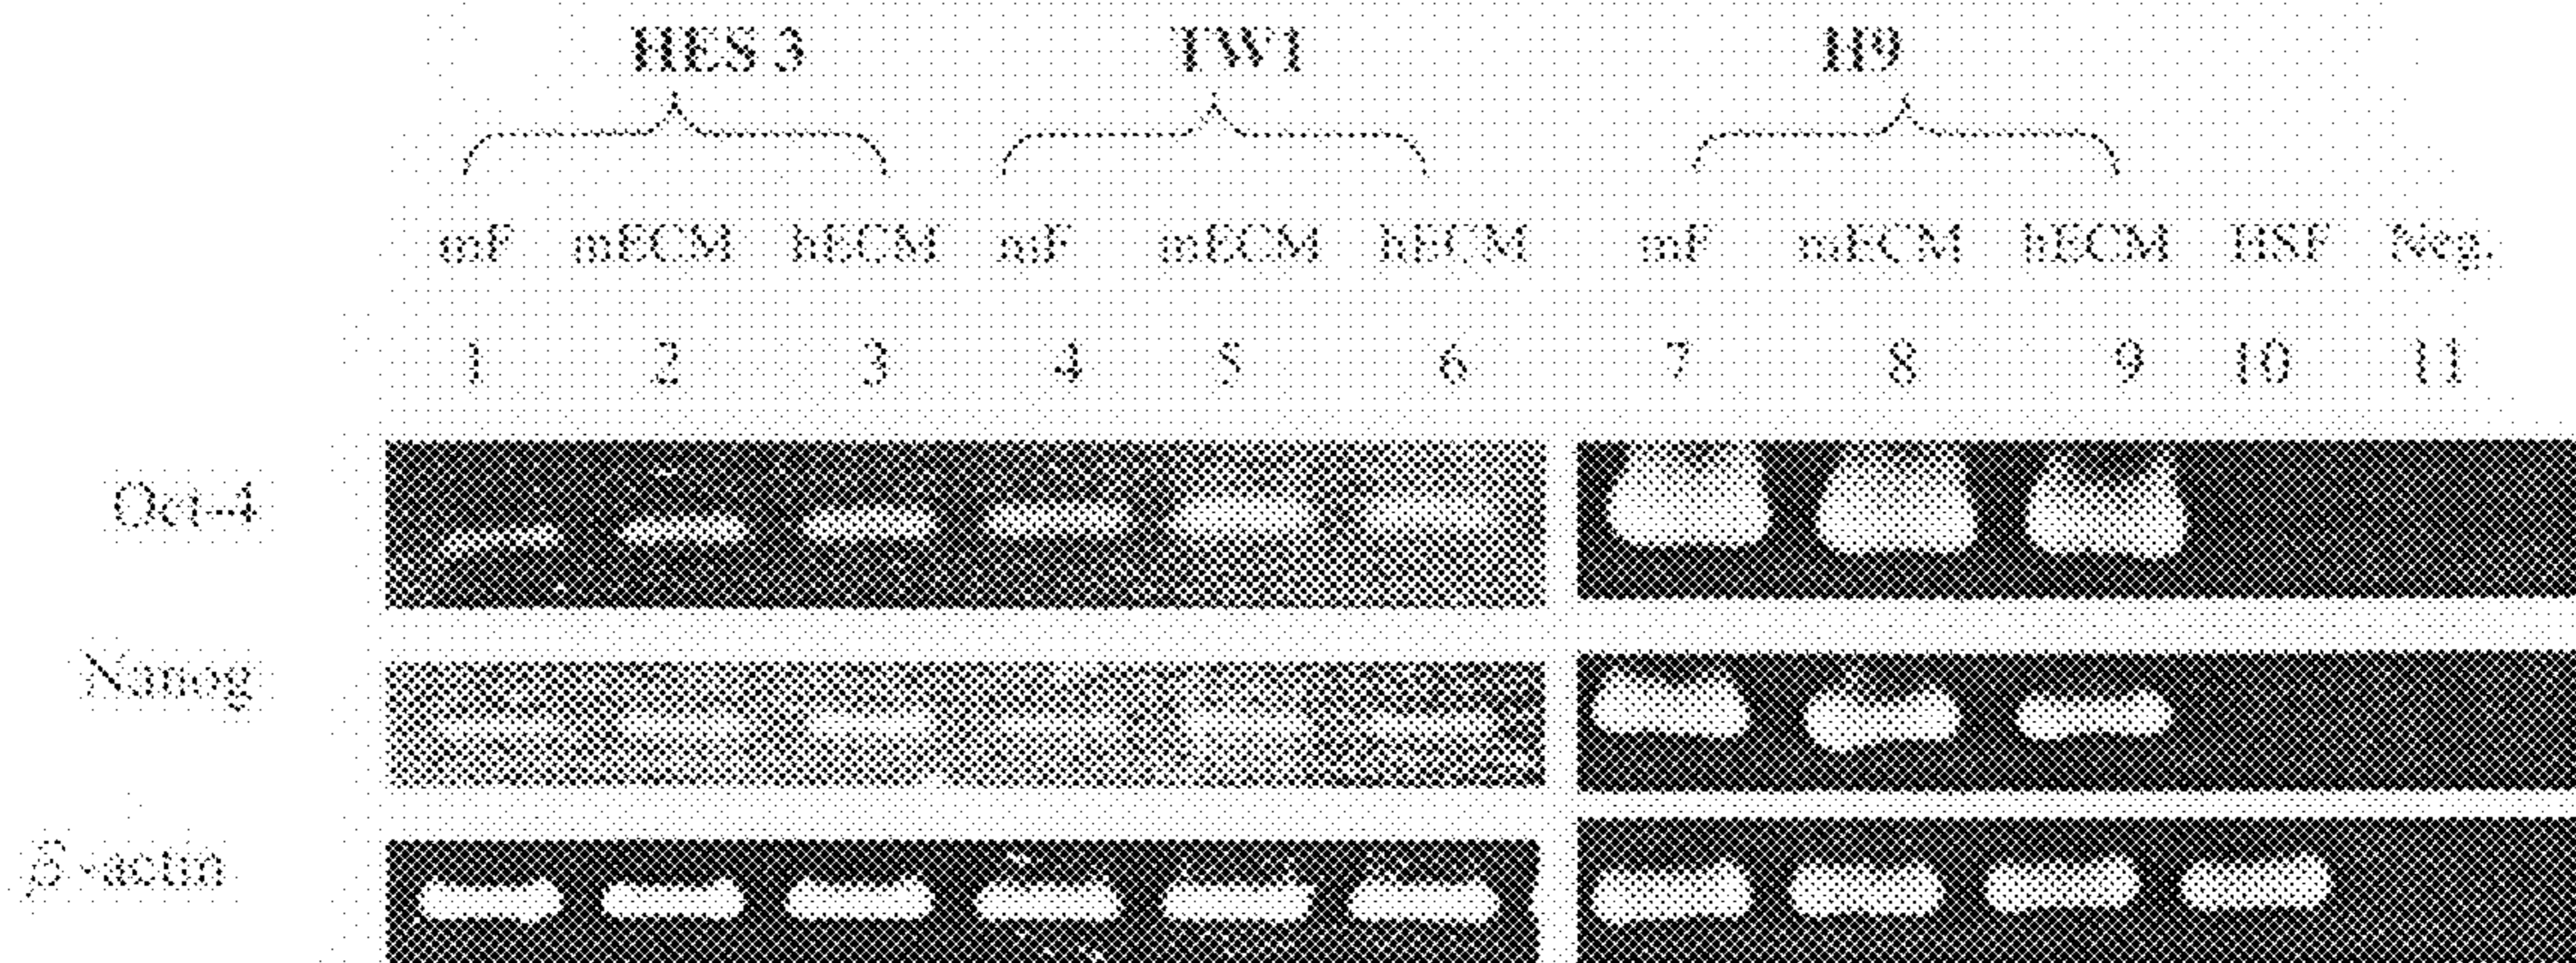 HES 3 TW1 H9
mF mECM hECM mF mECM hECM mF mECM hECM HSF Neg.
1 2 3 4 5 6 7 8 9 10 11
Oct-4
Nanog
β-actin